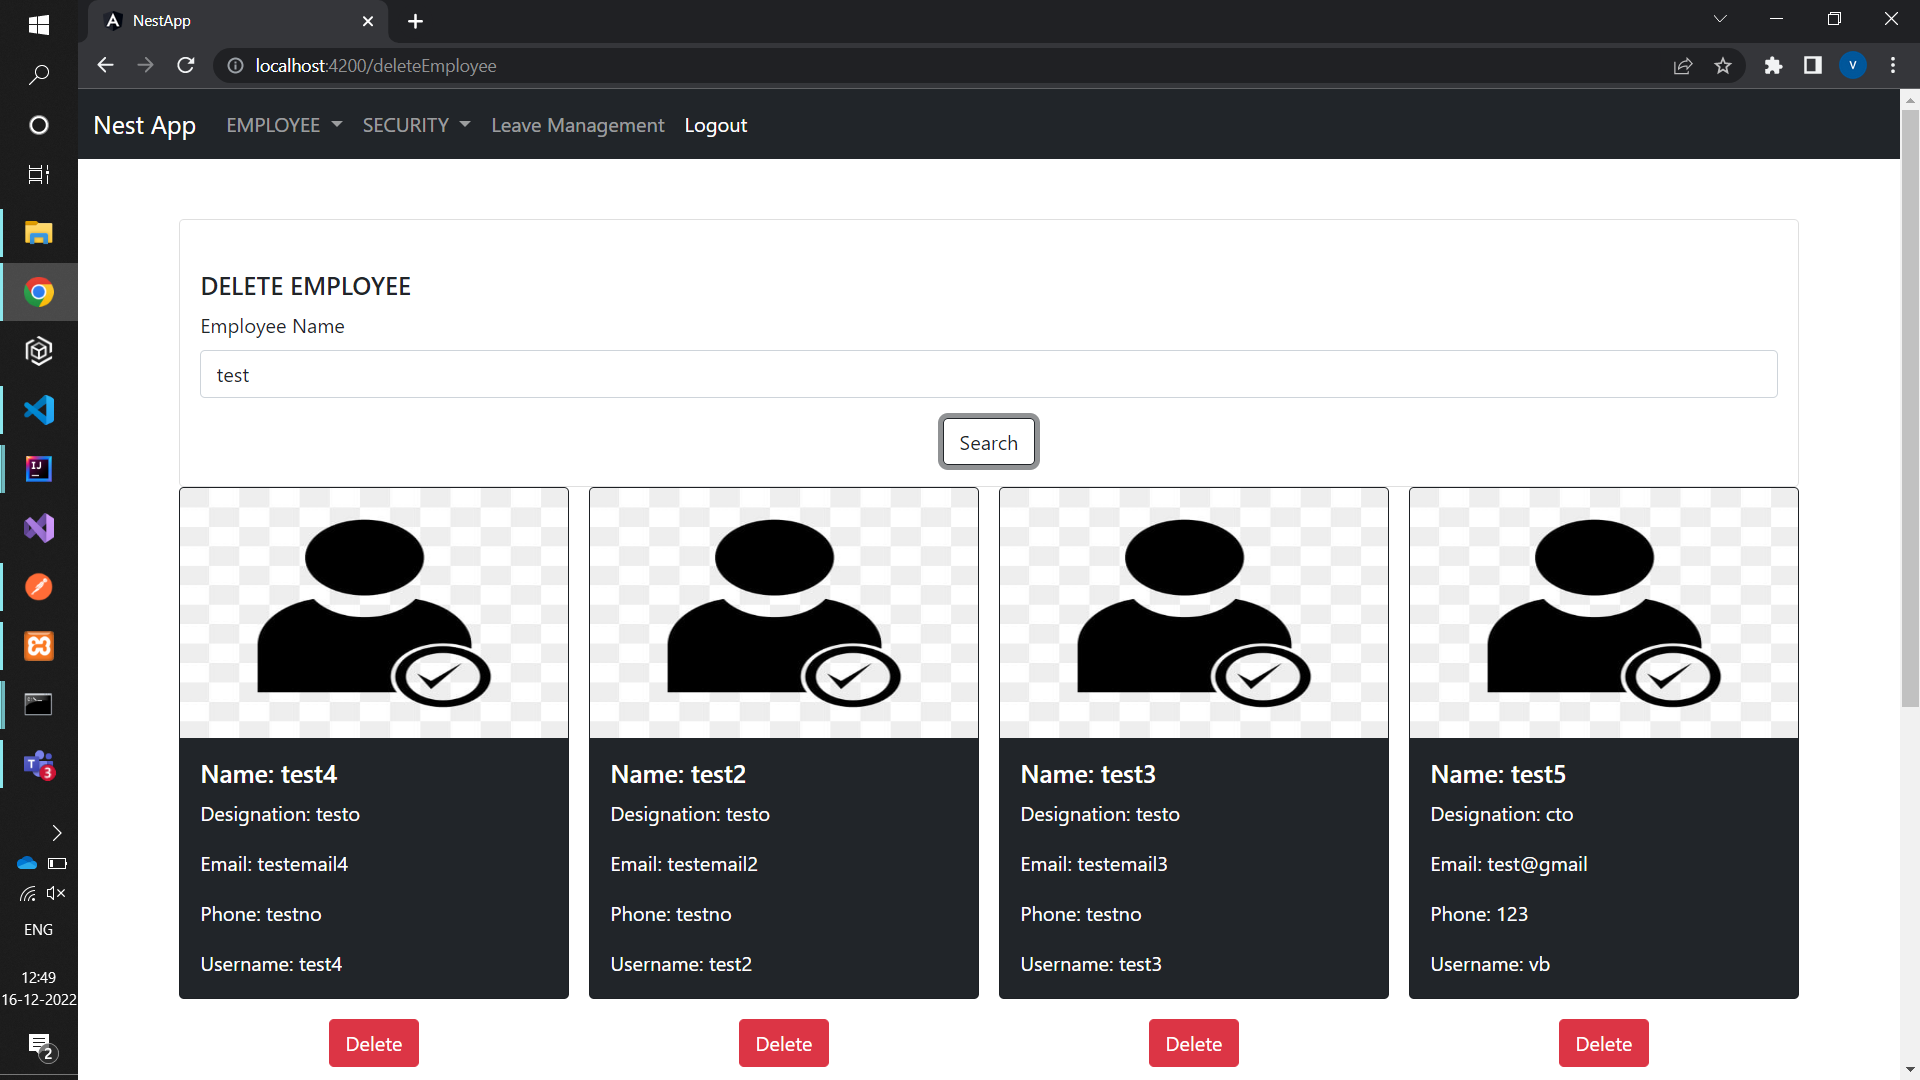 NestApp
localhost:4200/deleteEmployee
V
Nest App
EMPLOYEE
SECURITY
Leave Management
Logout
DELETE EMPLOYEE
Employee Name
test
Search
Name: test4
Designation: testo
Email: testemail4
Phone: testno
Username: test4
Delete
Name: test2
Designation: testo
Email: testemail2
Phone: testno
Username: test2
Delete
Name: test3
Designation: testo
Email: testemail3
Phone: testno
Username: test3
Delete
Name: test5
Designation: cto
Email: test@gmail
Phone: 123
Username: vb
Delete
IJ
T
3
ENG
12:49
16-12-2022
2